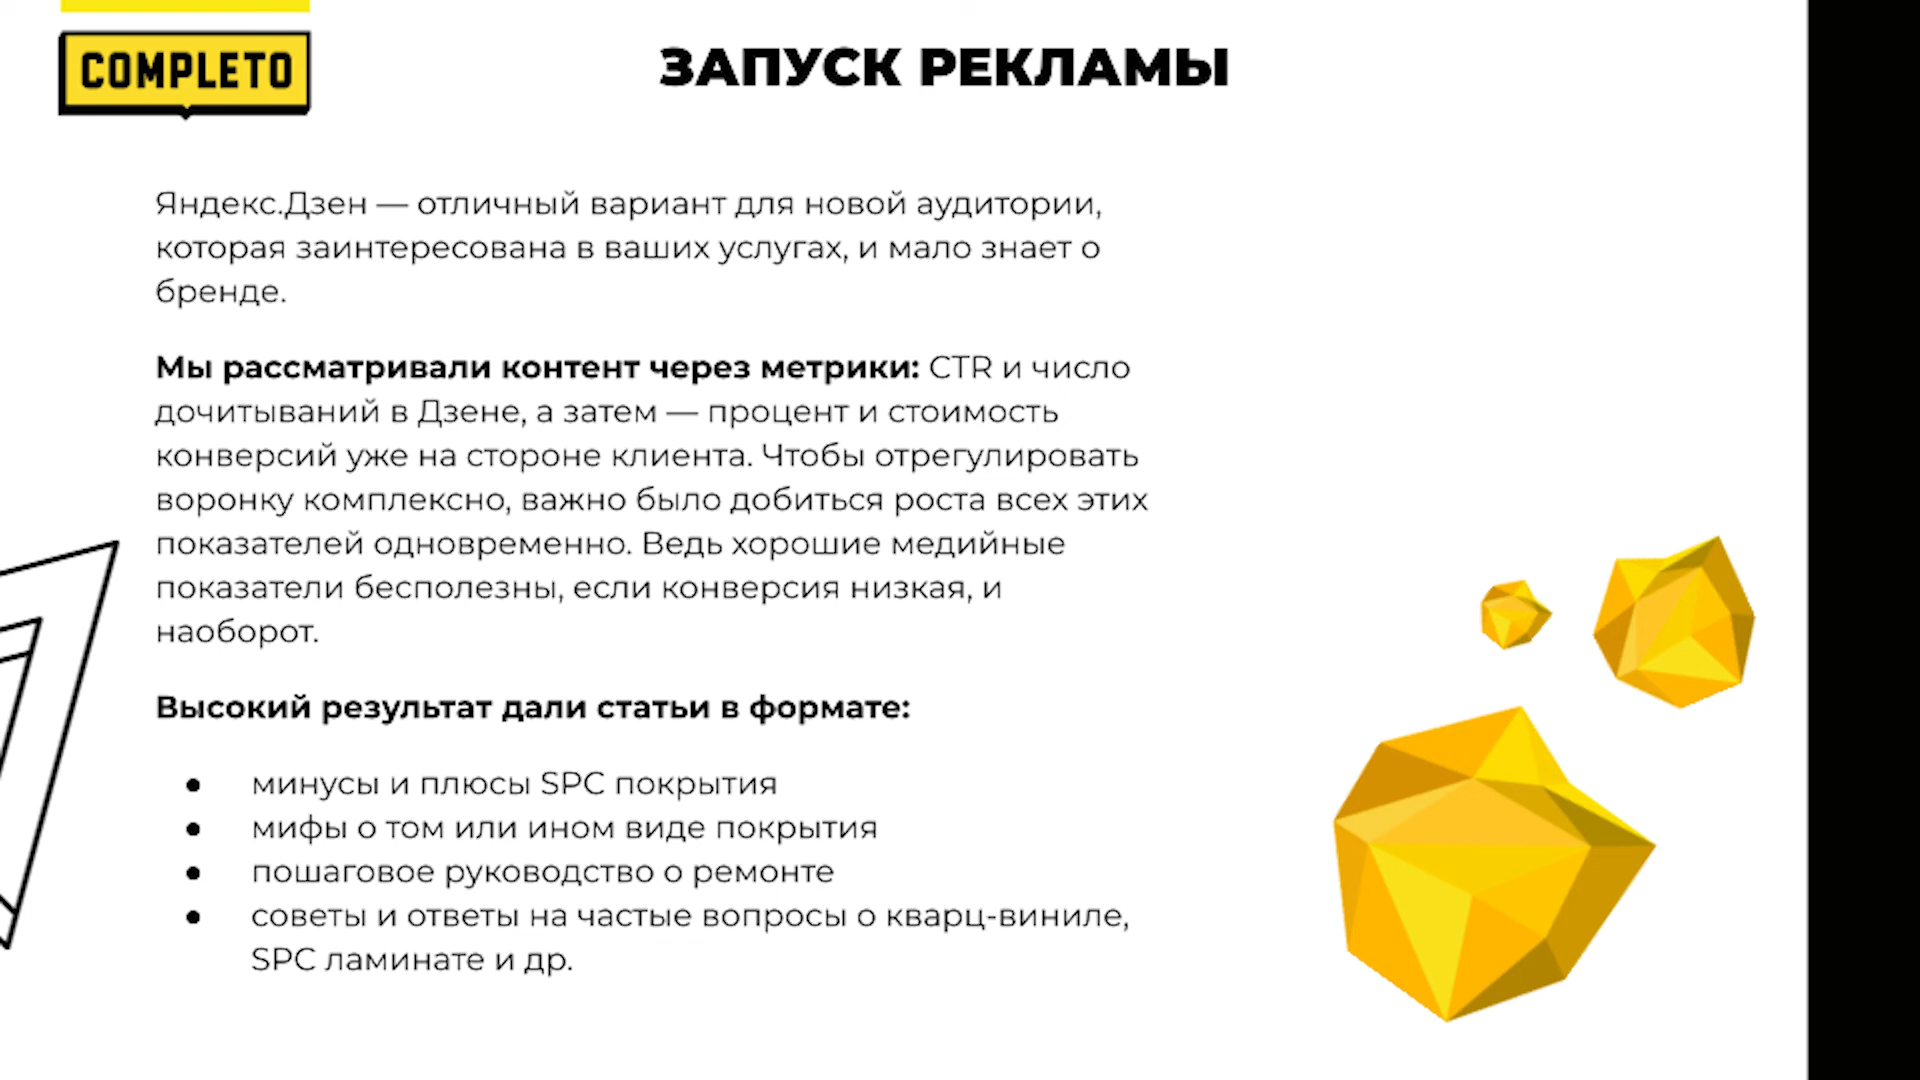 COMPLETO
ЗАПУСК РЕКЛАМЫ
Яндекс.Дзен — отличный вариант для новой аудитории,
которая заинтересована в ваших услугах, и мало знает о
бренде.
Мы рассматривали контент через метрики: CTR и число
дочитываний в Дзене, а затем — процент и стоимость
конверсий уже на стороне клиента. Чтобы отрегулировать
воронку комплексно, важно было добиться роста всех этих
показателей одновременно. Ведь хорошие медийные
показатели бесполезны, если конверсия низкая, и
наоборот.
Высокий результат дали статьи в формате:
● минусы и плюсы SPC покрытия
● мифы о том или ином виде покрытия
● пошаговое руководство о ремонте
● советы и ответы на частые вопросы о кварц-виниле,
SPC ламинате и др.